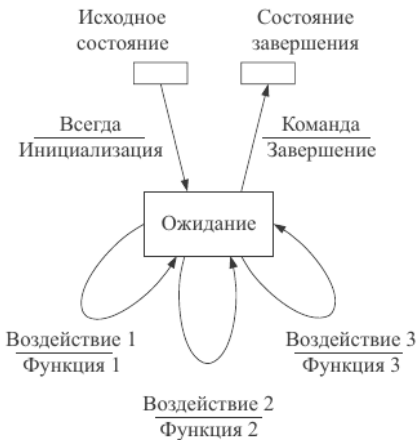 Исходное
состояние
Состояние
завершения
Всегда
Инициализация
Команда
Завершение
Ожидание
Воздействие 1
Функция 1
Воздействие 3
Функция 3
Воздействие 2
Функция 2